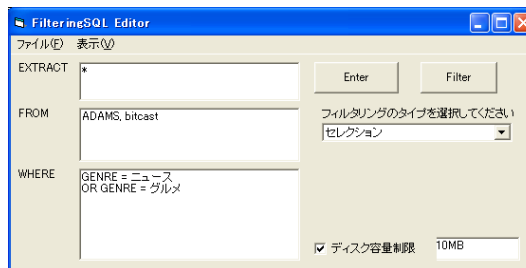 FilteringSQL Editor
ファイル(F) 表示(V)
EXTRACT
*
Enter
Filter
FROM
ADAMS, bitcast
フィルタリングのタイプを選択してください
セレクション
WHERE
GENRE = ニュース
OR GENRE = グルメ
ディスク容量制限
10MB